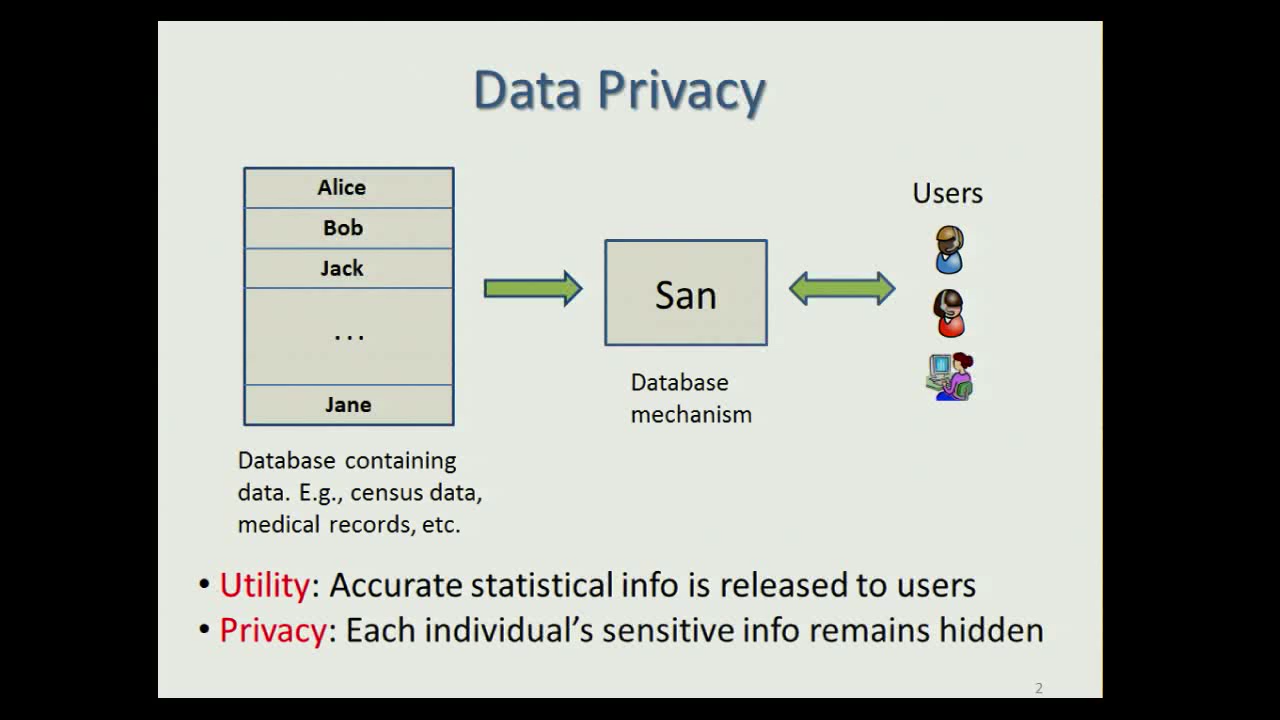 Data Privacy
Alice
Bob
Jack
...
Jane
Database containing
data. E.g., census data,
medical records, etc.
San
Database
mechanism
Users
• Utility: Accurate statistical info is released to users
• Privacy: Each individual's sensitive info remains hidden
2